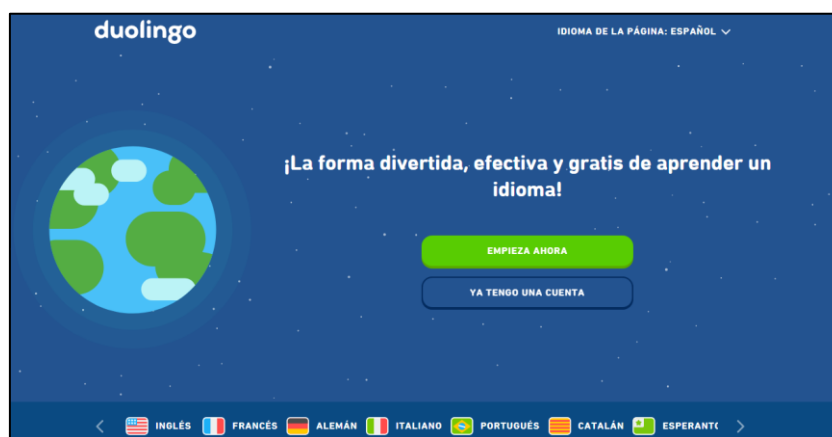 duolingo
IDIOMA DE LA PÁGINA: ESPAÑOL
¡La forma divertida, efectiva y gratis de aprender un
idioma!
EMPIEZA AHORA
YA TENGO UNA CUENTA
INGLÉS FRANCÉS ALEMÁN ITALIANO PORTUGUÉS CATALÁN